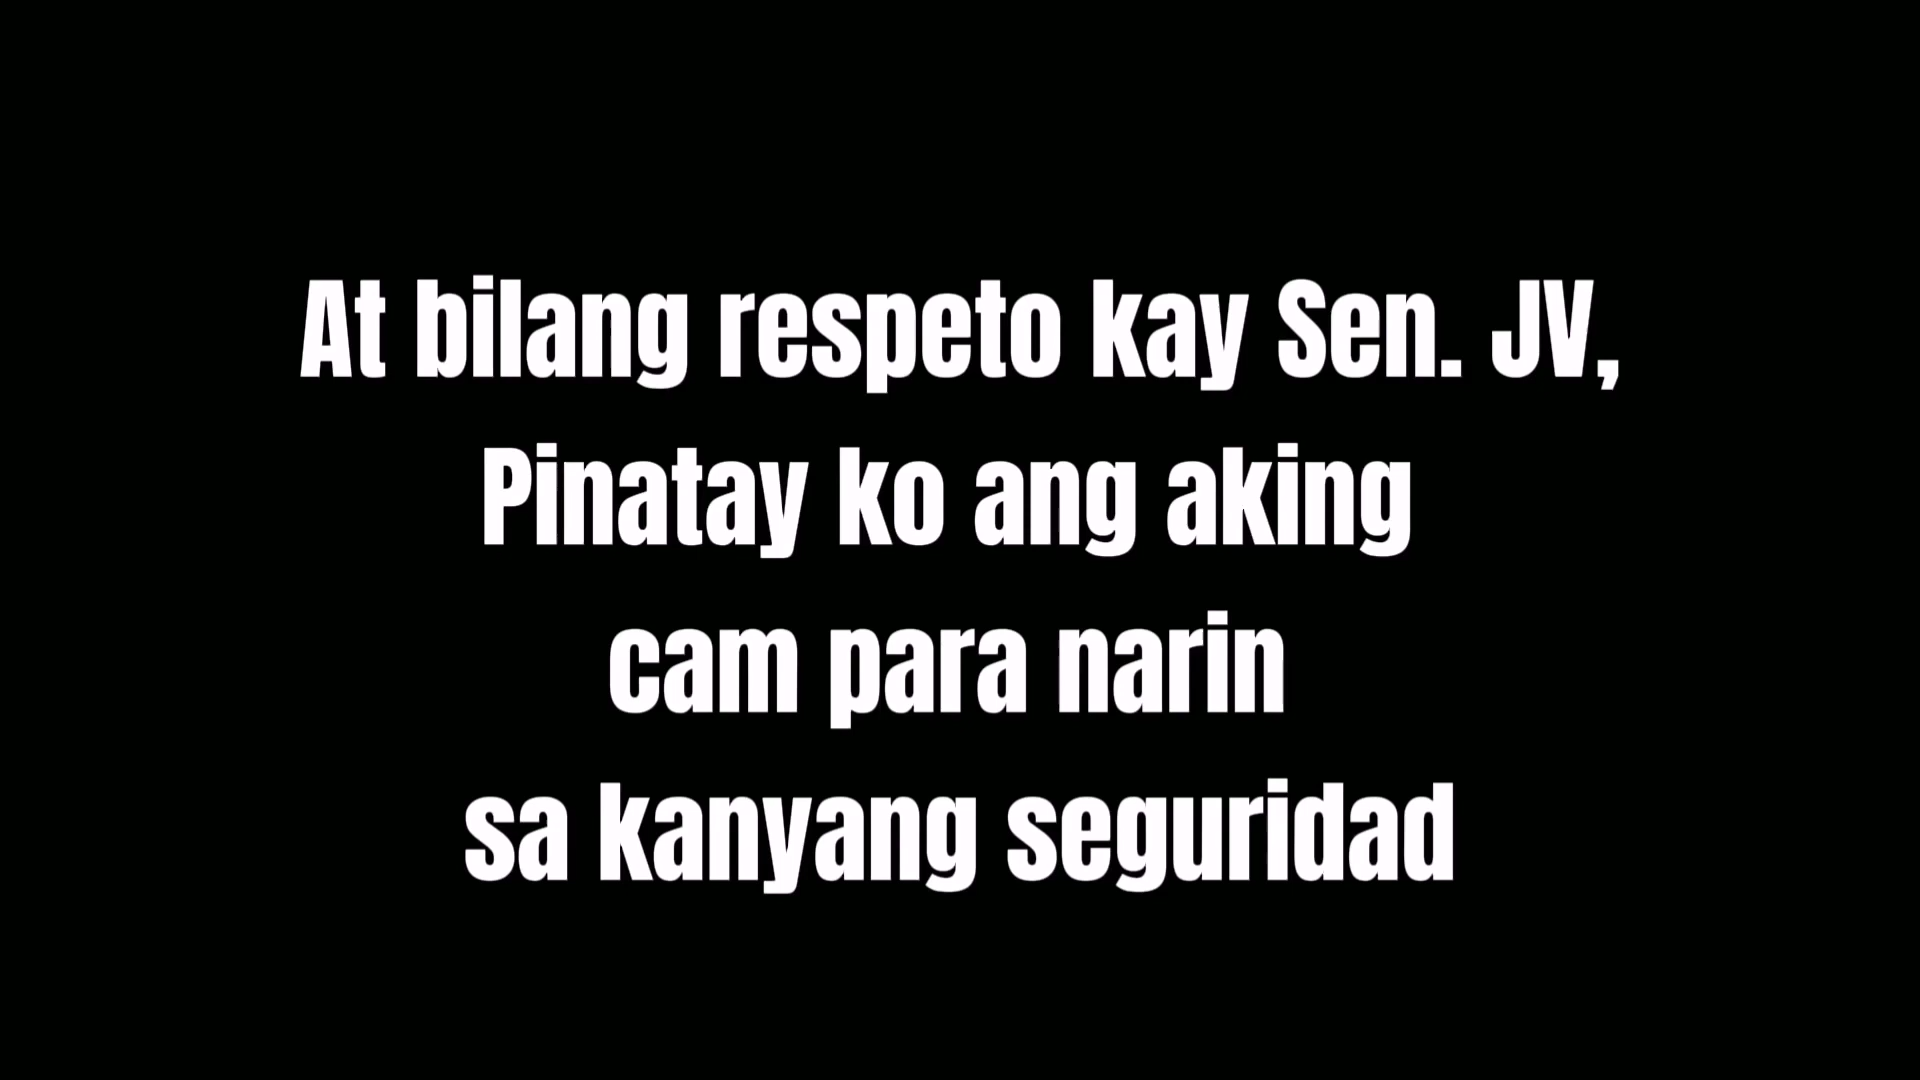 At bilang respeto kay Sen. JV,
Pinatay ko ang aking
cam para narin
sa kanyang seguridad